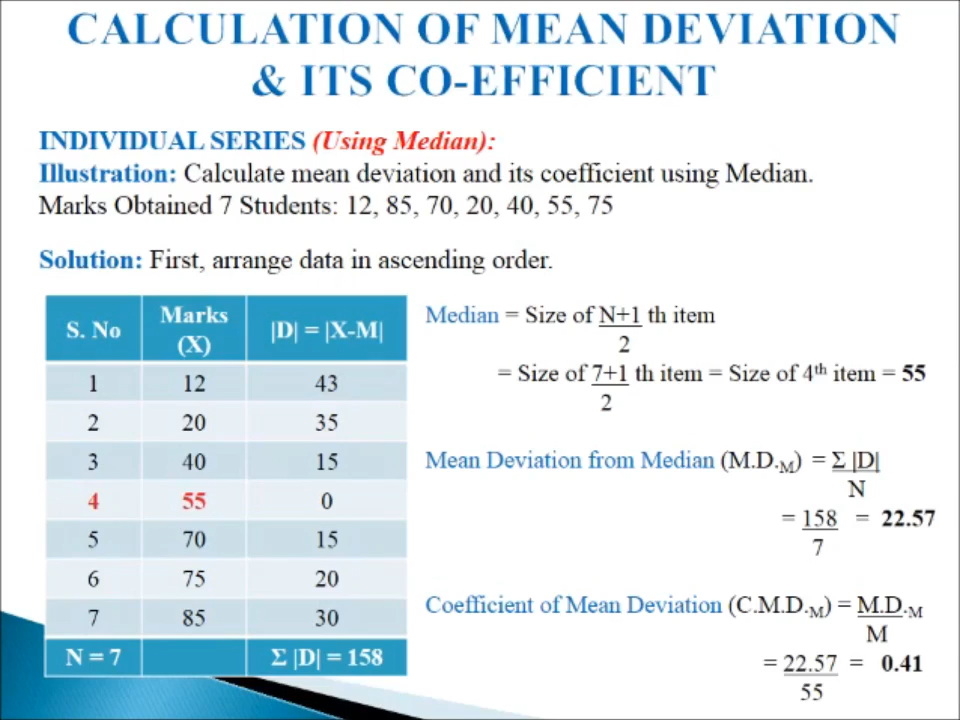 CALCULATION OF MEAN DEVIATION
& ITS CO-EFFICIENT
INDIVIDUAL SERIES (Using Median):
Illustration: Calculate mean deviation and its coefficient using Median.
Marks Obtained 7 Students: 12, 85, 70, 20, 40, 55, 75
Solution: First, arrange data in ascending order.
S. No Marks (X) |D| = |X-M|
1 12 43
2 20 35
3 40 15
4 55 0
5 70 15
6 75 20
7 85 30
N = 7 Σ |D| = 158
Median = Size of N+1 th item
2
= Size of 7+1 th item = Size of 4th item = 55
2
Mean Deviation from Median (M.D.M) = Σ |D|
N
= 158 = 22.57
7
Coefficient of Mean Deviation (C.M.D.M) = M.D.M
M
= 22.57 = 0.41
55